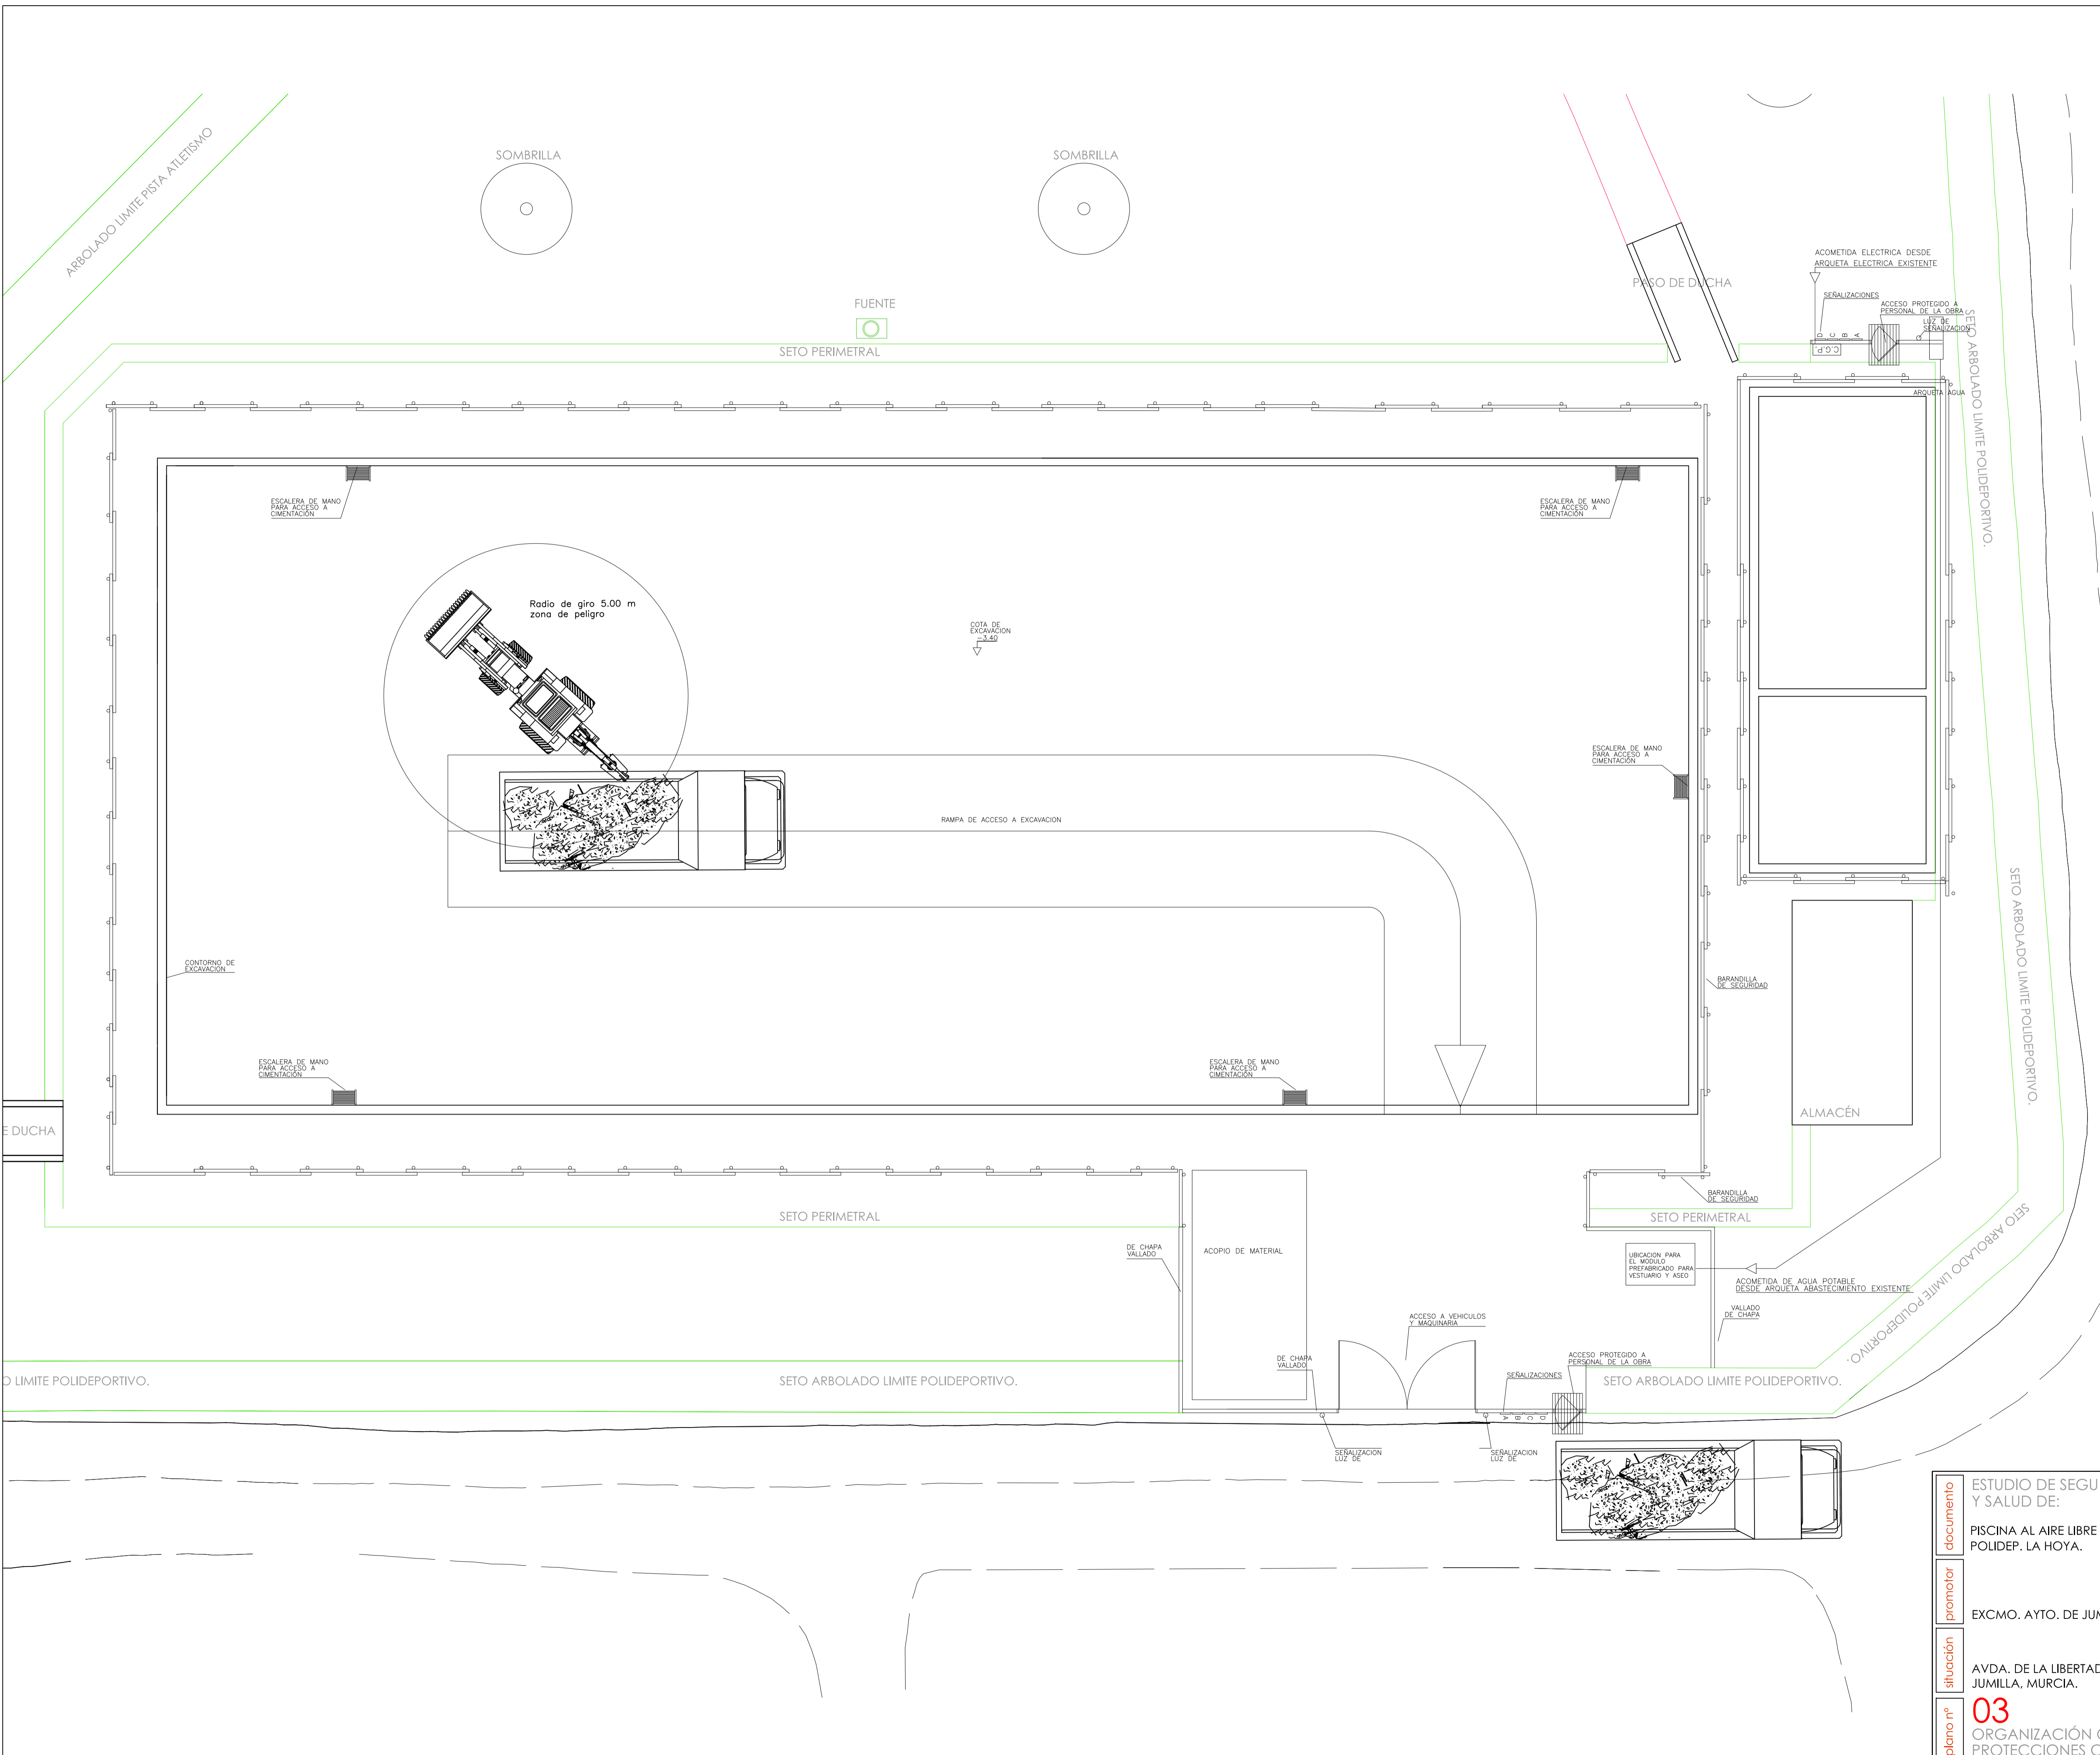 ARBOLADO LIMITE PISTA ATLETISMO
SOMBRILLA
SOMBRILLA
FUENTE
SETO PERIMETRAL
PASO DE DUCHA
ACOMETIDA ELECTRICA DESDE
ARQUETA ELECTRICA EXISTENTE
SEÑALIZACIONES
ACCESO PROTEGIDO A
PERSONAL DE LA OBRA
LUZ DE
SEÑALIZACION
D C B A
C.G.P.
ARQUETA AGUA
SETO ARBOLADO LIMITE POLIDEPORTIVO.
ESCALERA DE MANO
PARA ACCESO A
CIMENTACIÓN
ESCALERA DE MANO
PARA ACCESO A
CIMENTACIÓN
Radio de giro 5.00 m
zona de peligro
COTA DE
EXCAVACION
-3.40
ESCALERA DE MANO
PARA ACCESO A
CIMENTACIÓN
RAMPA DE ACCESO A EXCAVACION
CONTORNO DE
EXCAVACIÓN
BARANDILLA
DE SEGURIDAD
SETO ARBOLADO LIMITE POLIDEPORTIVO.
ESCALERA DE MANO
PARA ACCESO A
CIMENTACIÓN
ESCALERA DE MANO
PARA ACCESO A
CIMENTACIÓN
ALMACÉN
E DUCHA
BARANDILLA
DE SEGURIDAD
SETO PERIMETRAL
SETO PERIMETRAL
DE CHAPA
VALLADO
ACOPIO DE MATERIAL
UBICACION PARA
EL MODULO
PREFABRICADO PARA
VESTUARIO Y ASEO
ACOMETIDA DE AGUA POTABLE
DESDE ARQUETA ABASTECIMIENTO EXISTENTE
SETO ARBOLADO LIMITE POLIDEPORTIVO.
VALLADO
DE CHAPA
ACCESO A VEHICULOS
Y MAQUINARIA
DE CHAPA
VALLADO
ACCESO PROTEGIDO A
PERSONAL DE LA OBRA
SEÑALIZACIONES
O LIMITE POLIDEPORTIVO.
SETO ARBOLADO LIMITE POLIDEPORTIVO.
SETO ARBOLADO LIMITE POLIDEPORTIVO.
A B C D
SEÑALIZACION
LUZ DE
SEÑALIZACION
LUZ DE
documento
ESTUDIO DE SEGU
Y SALUD DE:
PISCINA AL AIRE LIBRE
POLIDEP. LA HOYA.
promotor
EXCMO. AYTO. DE JUM
situación
AVDA. DE LA LIBERTAD
JUMILLA, MURCIA.
plano nº
03
ORGANIZACIÓN
PROTECCIONES